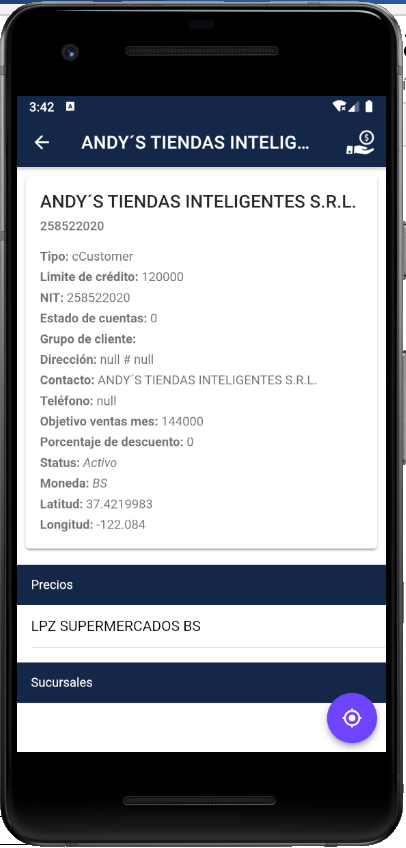 3:42 A
ANDY´S TIENDAS INTELIG...
ANDY´S TIENDAS INTELIGENTES S.R.L.
258522020
Tipo: cCustomer
Limite de crédito: 120000
NIT: 258522020
Estado de cuentas: 0
Grupo de cliente:
Dirección: null # null
Contacto: ANDY´S TIENDAS INTELIGENTES S.R.L.
Teléfono: null
Objetivo ventas mes: 144000
Porcentaje de descuento: 0
Status: Activo
Moneda: BS
Latitud: 37.4219983
Longitud: -122.084
Precios
LPZ SUPERMERCADOS BS
Sucursales